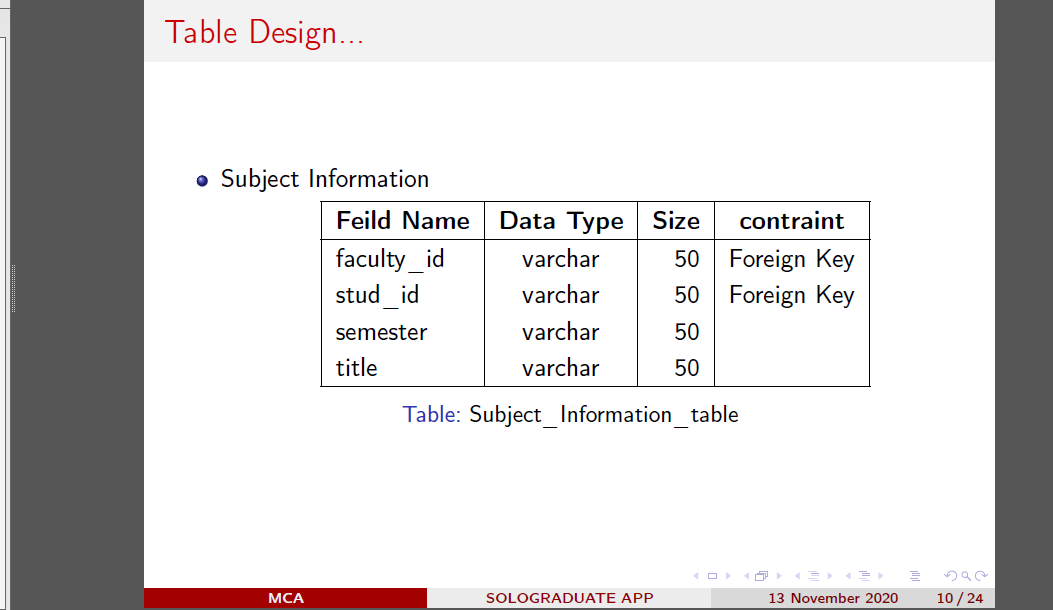 Table Design...
Subject Information
Feild Name Data Type Size contraint
faculty_id varchar 50 Foreign Key
stud_id varchar 50 Foreign Key
semester varchar 50
title varchar 50
Table: Subject_Information_table
MCA SOLOGRADUATE APP 13 November 2020 10 / 24